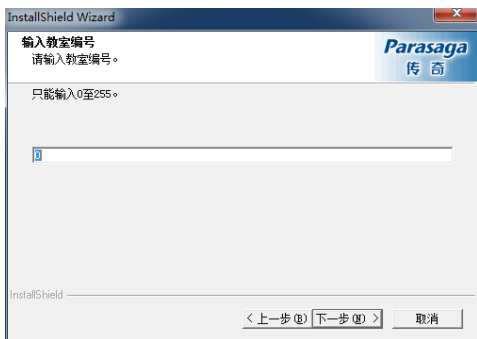 InstallShield Wizard
输入教室编号
请输入教室编号。
Parasaga
传奇
只能输入0至255。
0
InstallShield
< 上一步(B) 下一步(N) > 取消